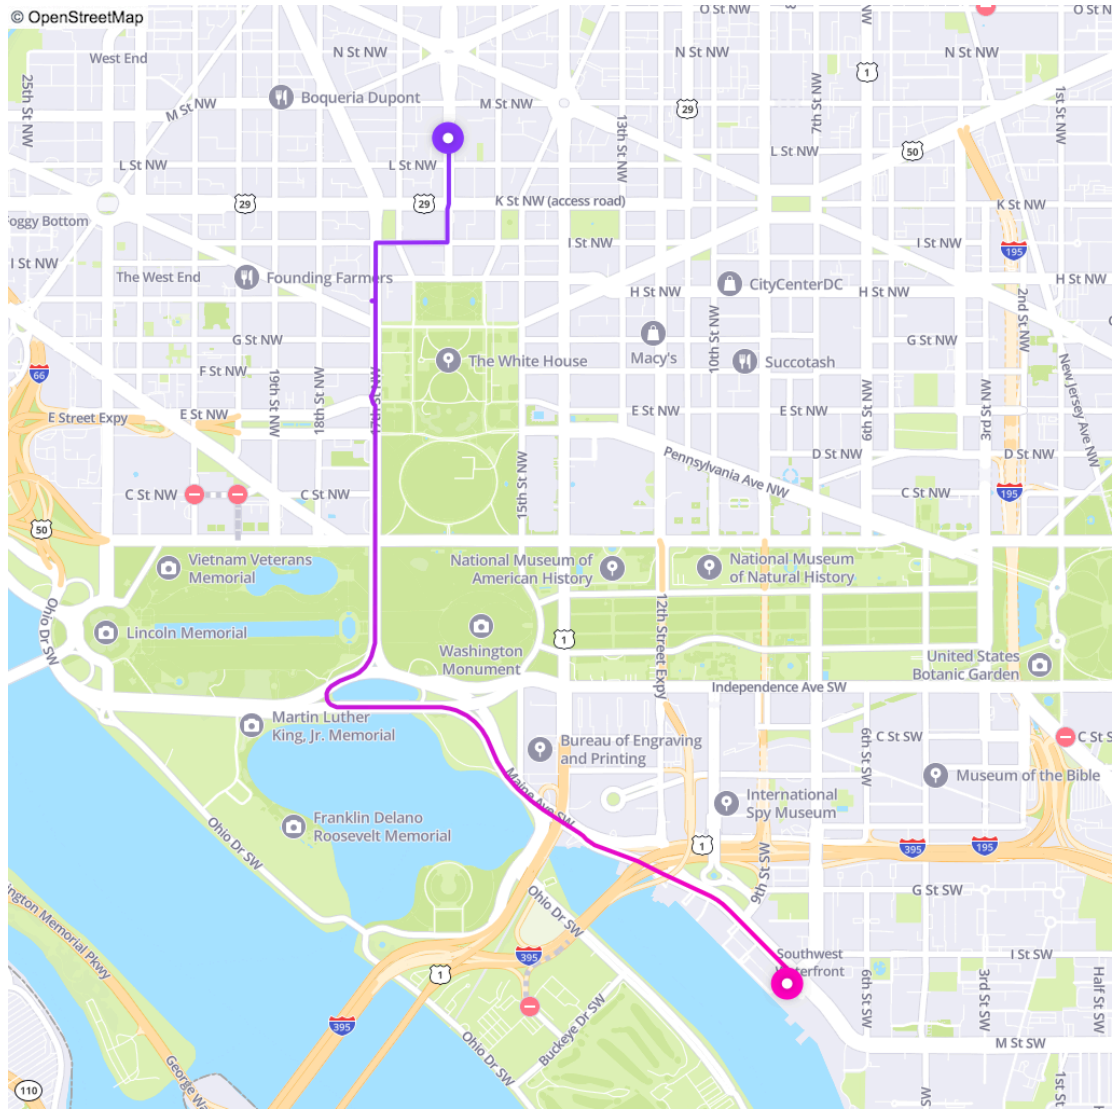 © OpenStreetMap
O St NW
O St N
West End
N St NW
N St NW
N St NW
25th St NW
Boqueria Dupont
M St NW
M St NW
29
1
7th St NW
1st St NW
13th St NW
L St NW
L St NW
L St NW
50
29
29
K St NW (access road)
K St NW
Foggy Bottom
I St NW
I St NW
I St NW
195
The West End
Founding Farmers
H St NW
CityCenterDC
H St NW
H St NW
2nd St NW
G St NW
Macy's
10th St NW
G St NW
66
F St NW
The White House
Succotash
19th St NW
18th St NW
17th St NW
New Jersey Ave NW
E Street Expy
E St NW
E St NW
E St NW
6th St NW
3rd St NW
15th St NW
Pennsylvania Ave NW
D St NW
D St NW
C St NW
C St NW
C St NW
195
50
Vietnam Veterans
Memorial
National Museum of
American History
National Museum
of Natural History
Ohio Dr SW
Lincoln Memorial
12th Street Expy
Washington
Monument
1
United States
Botanic Garden
Independence Ave SW
Martin Luther
King, Jr. Memorial
Bureau of Engraving
and Printing
6th St SW
C St SW
C St S
Maine Ave SW
Museum of the Bible
International
Spy Museum
Franklin Delano
Roosevelt Memorial
Ohio Dr SW
1
395
195
9th St SW
G St SW
Ohio Dr SW
395
Southwest
Waterfront
I St SW
1
6th St SW
3rd St SW
Half St SW
395
Buckeye Dr SW
M St SW
Ohio Dr SW
110
1st St
SW